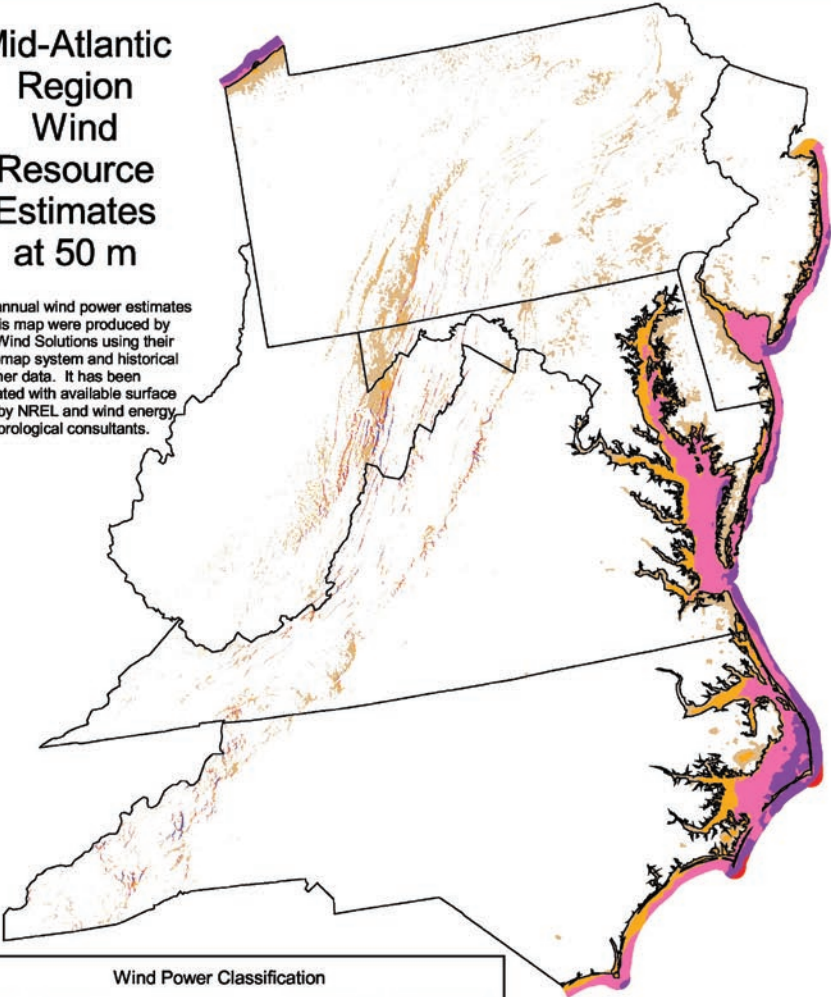 Mid-Atlantic
Region
Wind
Resource
Estimates
at 50 m
annual wind power estimates
is map were produced by
Wind Solutions using their
map system and historical
her data. It has been
ated with available surface
by NREL and wind energy
orological consultants.
Wind Power Classification